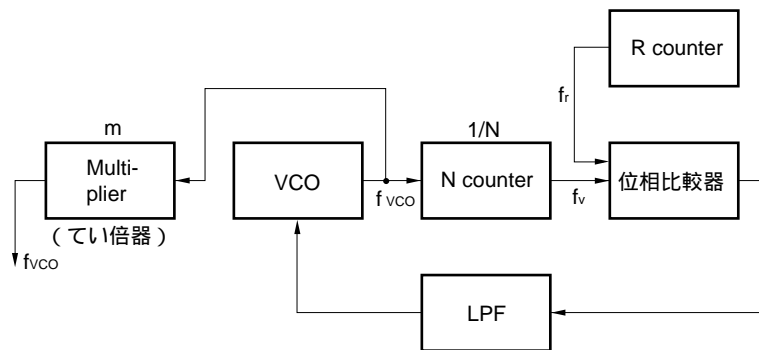 R counter
fr
m
1/N
Multi-
plier
VCO
fVCO
N counter
fv
位相比較器
(てい倍器)
fVCO
LPF